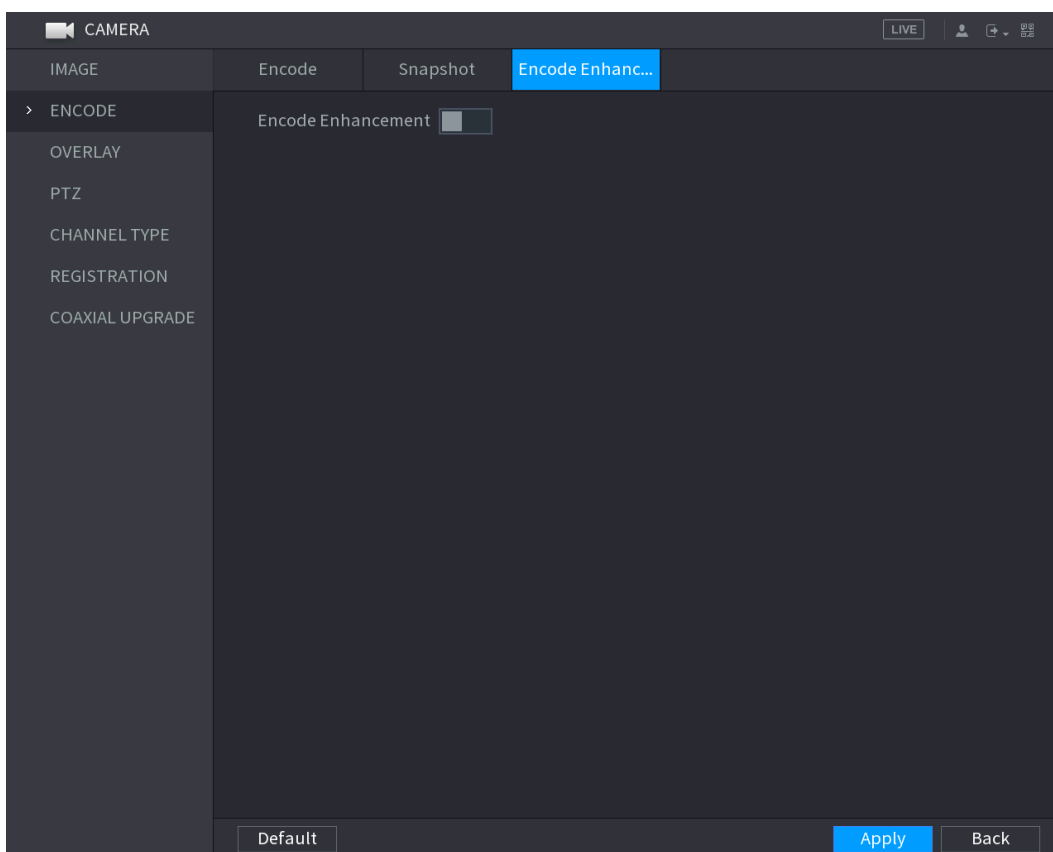 CAMERA
LIVE
IMAGE
Encode
Snapshot
Encode Enhanc...
ENCODE
Encode Enhancement
OVERLAY
PTZ
CHANNEL TYPE
REGISTRATION
COAXIAL UPGRADE
Default
Apply
Back